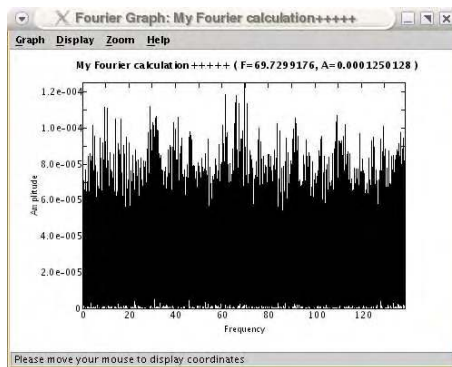 Fourier Graph: My Fourier calculation+++++
Graph Display Zoom Help
My Fourier calculation+++++ ( F=69.7299176, A=0.0001250128 )
1.2e-004
1.0e-004
8.0e-005
6.0e-005
4.0e-005
2.0e-005
0
Amplitude
0 20 40 60 80 100 120
Frequency
Please move your mouse to display coordinates